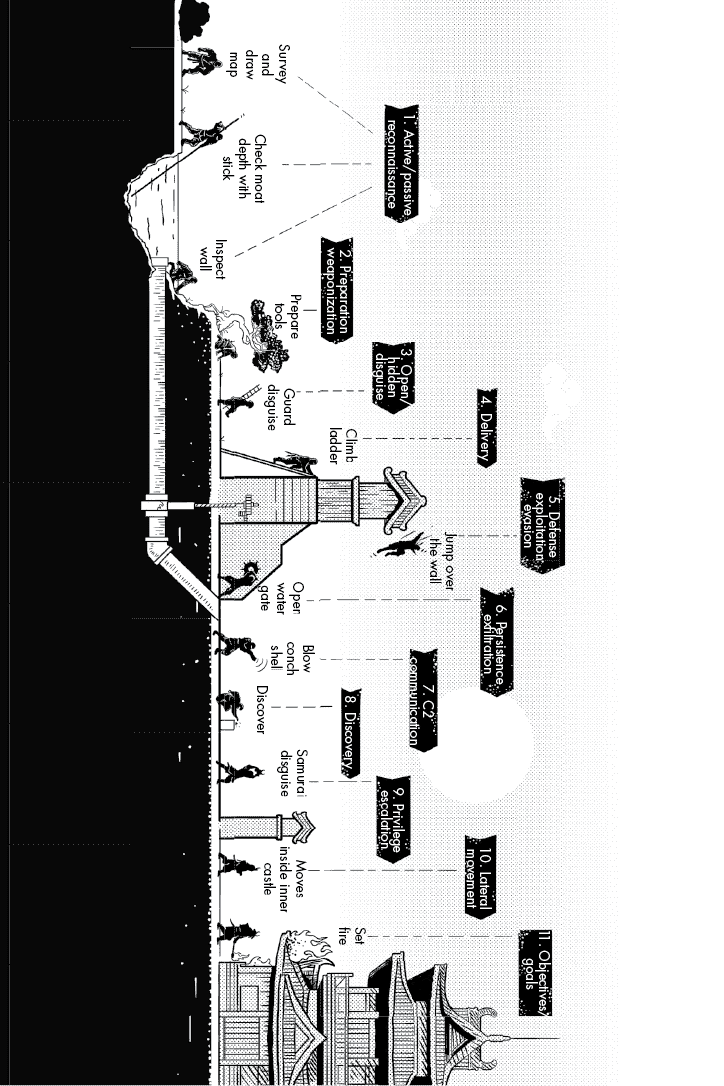 1. Active/passive
reconnaissance
Survey
and
draw
map
Check moat
depth with
stick
Inspect
wall
2. Preparation
weaponization
Prepare
tools
3. Open/
hidden
disguise
Guard
disguise
4. Delivery
Climb
ladder
5. Defense
exploitation
evasion
Jump over
the wall
6. Persistence
exfiltration
Open
water
gate
7. C2
communication
Blow
conch
shell
8. Discovery
Discover
9. Privilege
escalation
Samurai
disguise
10. Lateral
movement
Moves
inside inner
castle
11. Objectives/
goals
Set
fire